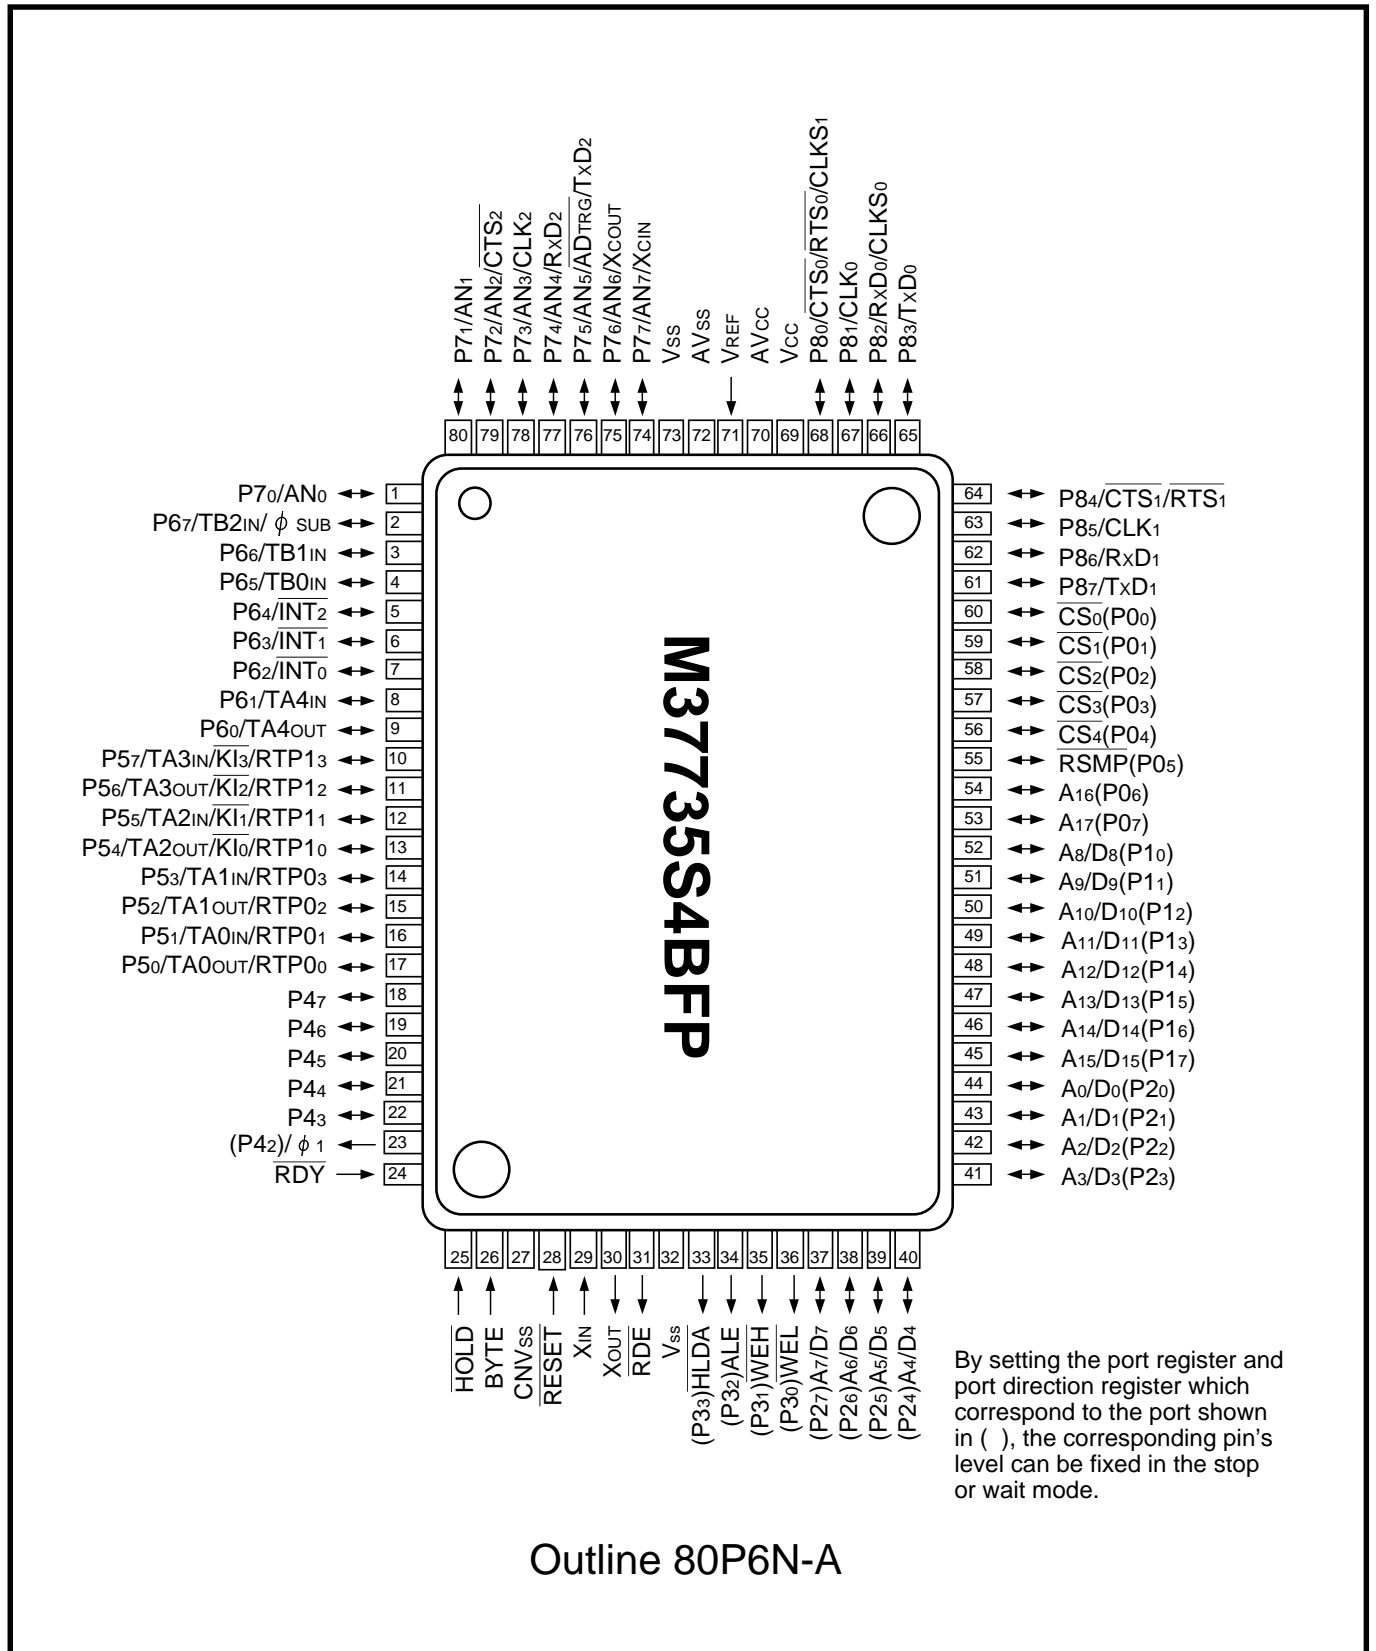 P71/AN1
P72/AN2/CTS2
P73/AN3/CLK2
P74/AN4/RXD2
P75/AN5/ADTRG/TXD2
P76/AN6/XCOUT
P77/AN7/XCIN
VSS
AVSS
VREF
AVCC
VCC
P80/CTS0/RTS0/CLKS1
P81/CLK0
P82/RXD0/CLKS0
P83/TXD0
80 79 78 77 76 75 74 73 72 71 70 69 68 67 66 65
P70/AN0 1
P67/TB2IN/ ϕ SUB 2
P66/TB1IN 3
P65/TB0IN 4
P64/INT2 5
P63/INT1 6
P62/INT0 7
P61/TA4IN 8
P60/TA4OUT 9
P57/TA3IN/KI3/RTP13 10
P56/TA3OUT/KI2/RTP12 11
P55/TA2IN/KI1/RTP11 12
P54/TA2OUT/KI0/RTP10 13
P53/TA1IN/RTP03 14
P52/TA1OUT/RTP02 15
P51/TA0IN/RTP01 16
P50/TA0OUT/RTP00 17
P47 18
P46 19
P45 20
P44 21
P43 22
(P42)/ ϕ 1 23
RDY 24
M37735S4BFP
64 P84/CTS1/RTS1
63 P85/CLK1
62 P86/RXD1
61 P87/TXD1
60 CS0(P00)
59 CS1(P01)
58 CS2(P02)
57 CS3(P03)
56 CS4(P04)
55 RSMP(P05)
54 A16(P06)
53 A17(P07)
52 A8/D8(P10)
51 A9/D9(P11)
50 A10/D10(P12)
49 A11/D11(P13)
48 A12/D12(P14)
47 A13/D13(P15)
46 A14/D14(P16)
45 A15/D15(P17)
44 A0/D0(P20)
43 A1/D1(P21)
42 A2/D2(P22)
41 A3/D3(P23)
25 26 27 28 29 30 31 32 33 34 35 36 37 38 39 40
HOLD
BYTE
CNVSS
RESET
XIN
XOUT
RDE
Vss
(P33)HLDA
(P32)ALE
(P31)WEH
(P30)WEL
(P27)A7/D7
(P26)A6/D6
(P25)A5/D5
(P24)A4/D4
By setting the port register and
port direction register which
correspond to the port shown
in ( ), the corresponding pin's
level can be fixed in the stop
or wait mode.
Outline 80P6N-A